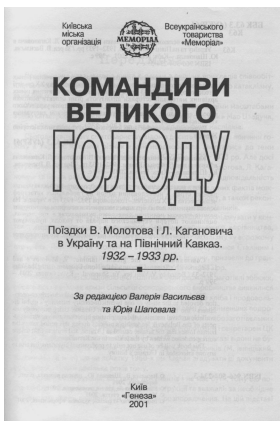 Київська
міська
організація
МЕМОРІАЛ
Всеукраїнського
товариства
«Меморіал»
КОМАНДИРИ
ВЕЛИКОГО
ГОЛОДУ
Поїздки В. Молотова і Л. Кагановича
в Україну та на Північний Кавказ.
1932 – 1933 рр.
За редакцією Валерія Васильєва
та Юрія Шаповала
Київ
«Генеза»
2001